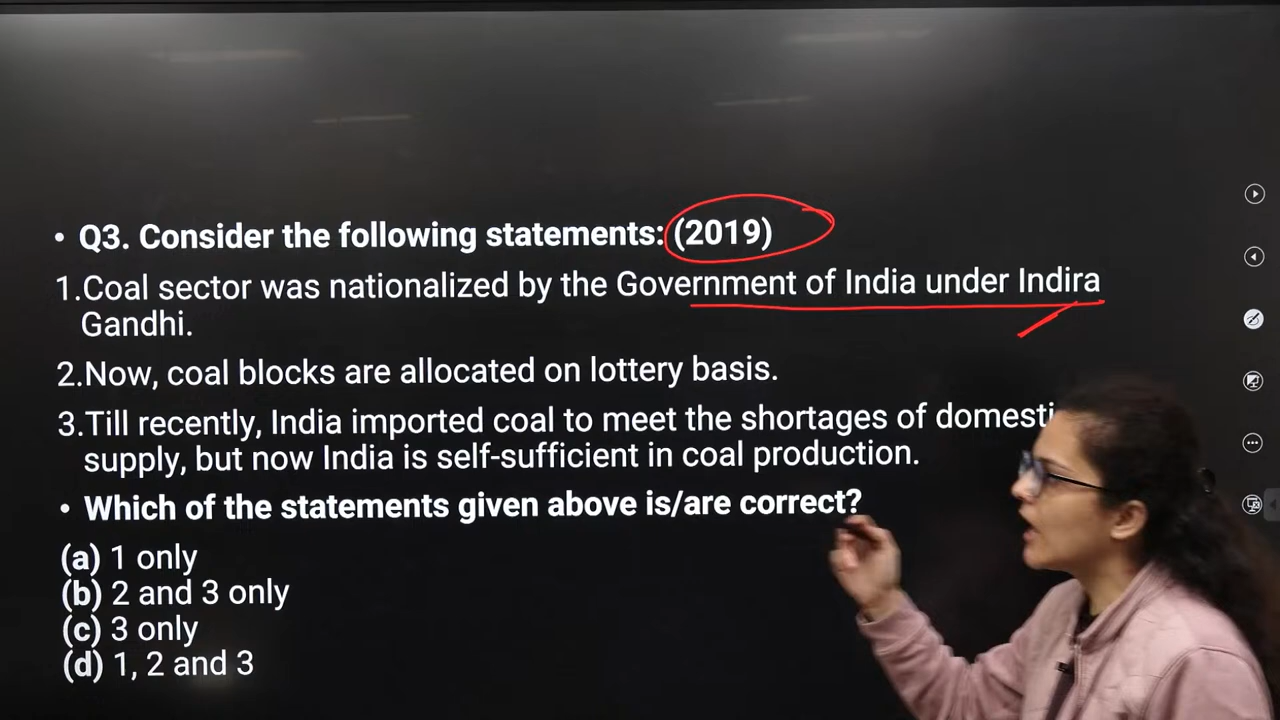 • Q3. Consider the following statements: (2019)
1.Coal sector was nationalized by the Government of India under Indira
Gandhi.
2.Now, coal blocks are allocated on lottery basis.
3.Till recently, India imported coal to meet the shortages of domesti
supply, but now India is self-sufficient in coal production.
• Which of the statements given above is/are correct?
(a) 1 only
(b) 2 and 3 only
(c) 3 only
(d) 1, 2 and 3